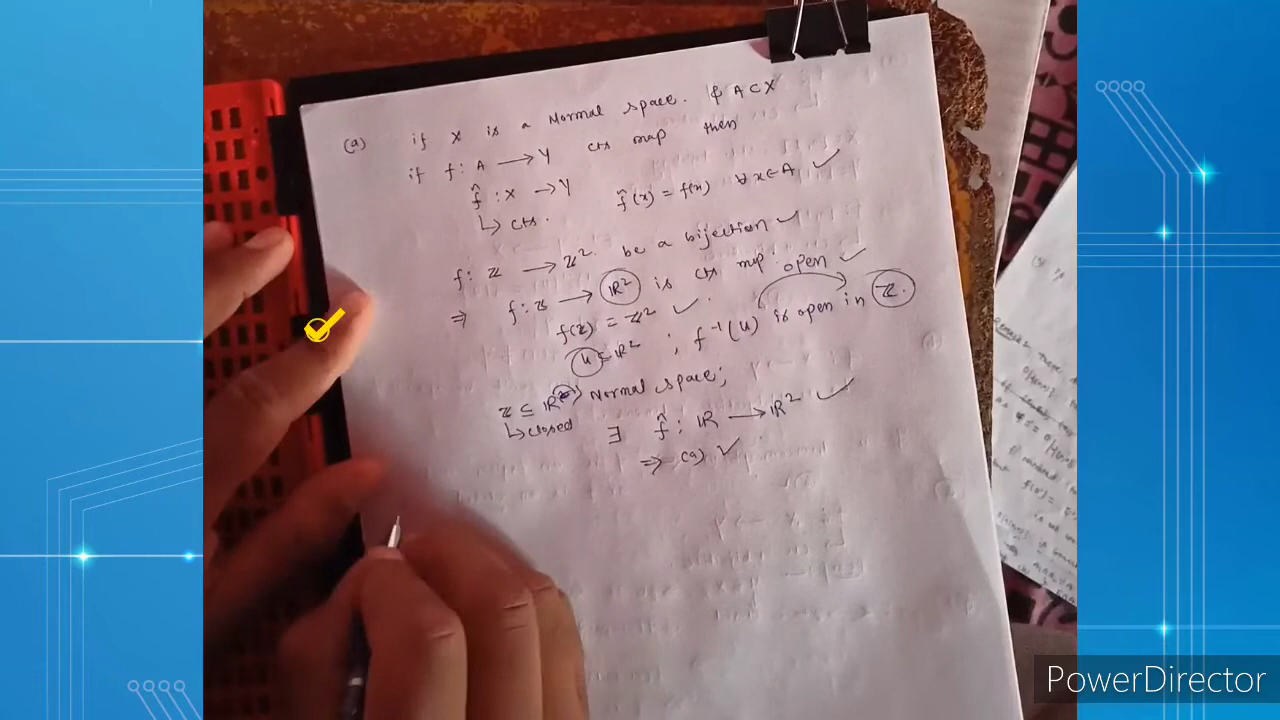 (a) if X is a Normal space. & A ⊂ X
if f: A → Y cts map then
f̂ : X → Y f̂(x) = f(x) ∀ x ∈ A ✓
↳ cts.
f: ℤ → ℤ². be a bijection ✓
⇒ f: ℤ → ℝ² is cts map. open ✓
f(ℤ) = ℤ² ✓.
U ⊆ ℝ² ; f⁻¹(U) is open in ℤ.
ℤ ⊆ ℝ Normal space;
↳ closed ∃ f̂ : ℝ → ℝ² ✓
⇒ (a) ✓
PowerDirector